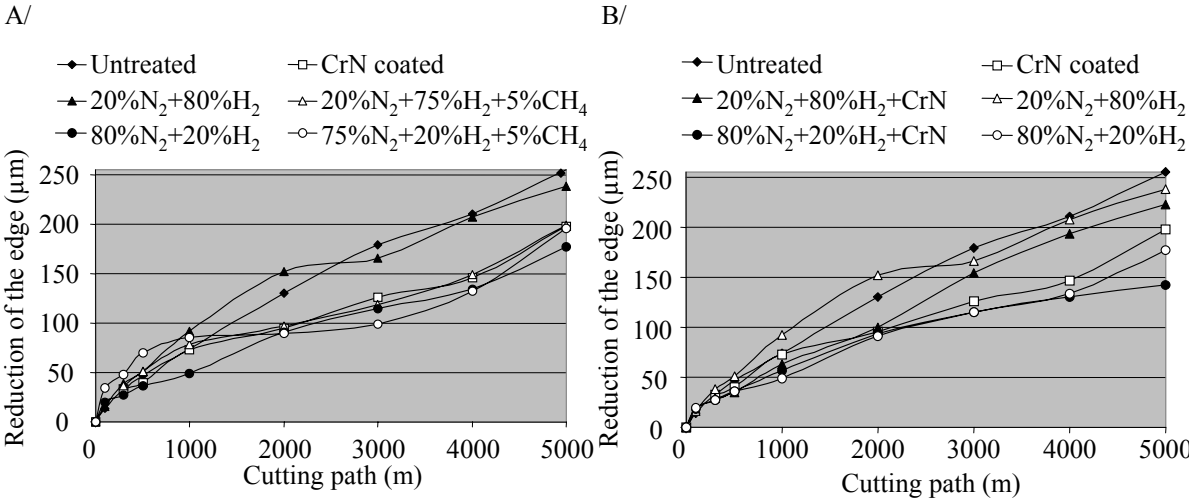 A/
Untreated CrN coated
20%N₂+80%H₂ 20%N₂+75%H₂+5%CH₄
80%N₂+20%H₂ 75%N₂+20%H₂+5%CH₄
Reduction of the edge (µm)
250
200
150
100
50
0
0 1000 2000 3000 4000 5000
Cutting path (m)
B/
Untreated CrN coated
20%N₂+80%H₂+CrN 20%N₂+80%H₂
80%N₂+20%H₂+CrN 80%N₂+20%H₂
Reduction of the edge (µm)
250
200
150
100
50
0
0 1000 2000 3000 4000 5000
Cutting path (m)